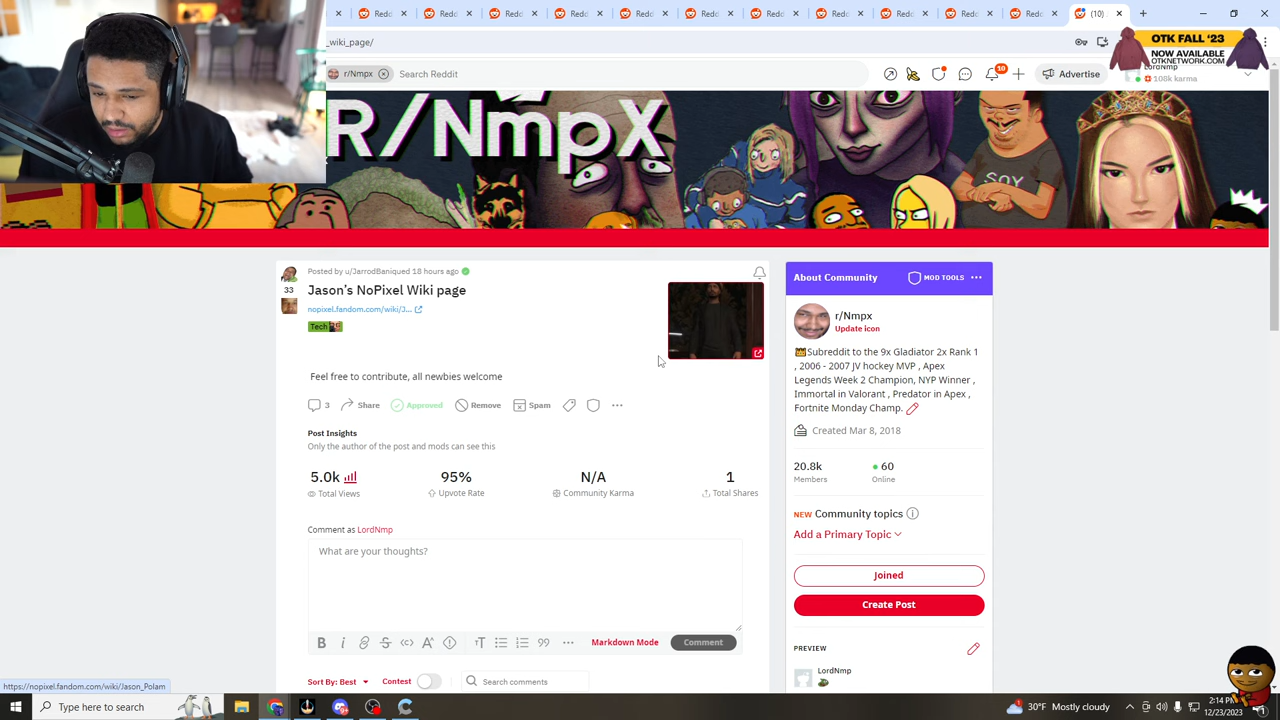 (10)
_wiki_page/
OTK FALL '23
NOW AVAILABLE
OTKNETWORK.COM
r/Nmpx
Search Reddit
10
Advertise
LordNmp
108k karma
R/NmpX
SOY
Posted by u/JarrodBaniqued 18 hours ago
33
Jason's NoPixel Wiki page
nopixel.fandom.com/wiki/J...
Tech
Feel free to contribute, all newbies welcome
3 Share Approved Remove Spam
Post Insights
Only the author of the post and mods can see this
5.0k 95% N/A 1
Total Views Upvote Rate Community Karma Total Shares
Comment as LordNmp
What are your thoughts?
B i S <c> A T 99 Markdown Mode Comment
Sort By: Best Contest Search comments
About Community MOD TOOLS
r/Nmpx
Update icon
Subreddit to the 9x Gladiator 2x Rank 1
, 2006 - 2007 JV hockey MVP , Apex
Legends Week 2 Champion, NYP Winner ,
Immortal in Valorant , Predator in Apex ,
Fortnite Monday Champ.
Created Mar 8, 2018
20.8k 60
Members Online
NEW Community topics
Add a Primary Topic
Joined
Create Post
PREVIEW
LordNmp
https://nopixel.fandom.com/wiki/Jason_Polam
Type here to search
30°F Mostly cloudy
2:14 PM
12/23/2023